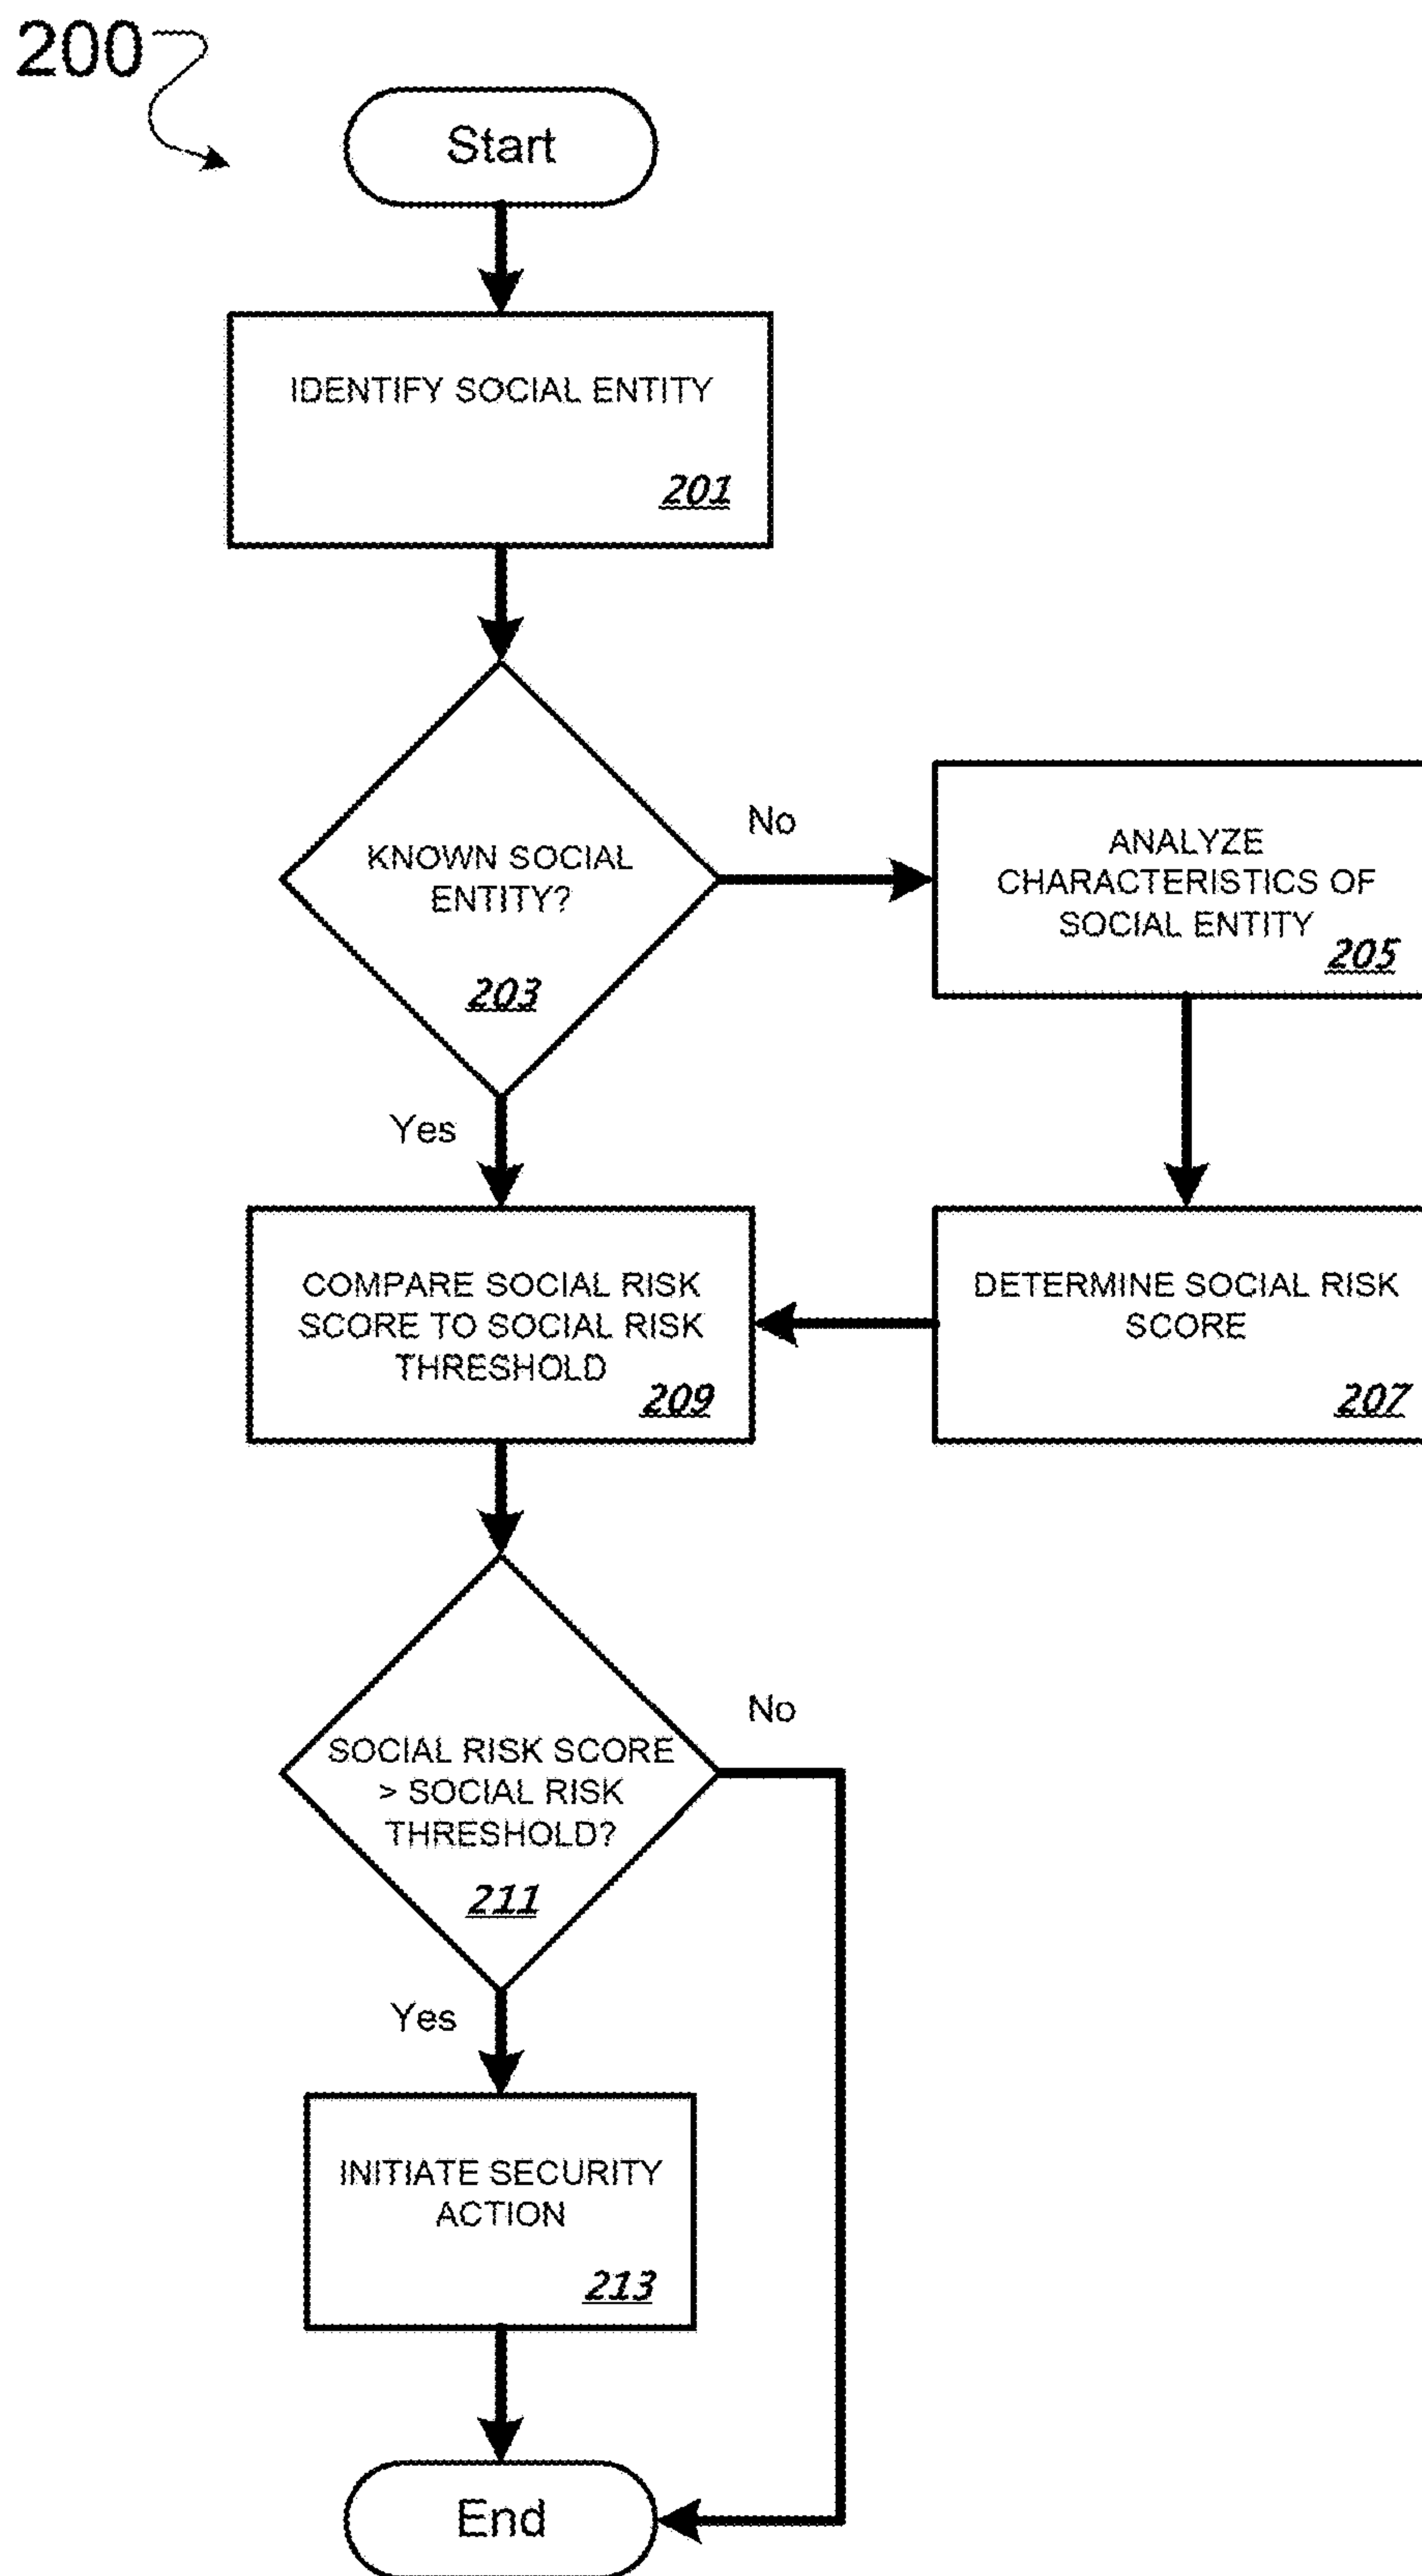 200
Start
IDENTIFY SOCIAL ENTITY
201
KNOWN SOCIAL
ENTITY?
203
No
ANALYZE
CHARACTERISTICS OF
SOCIAL ENTITY
205
Yes
COMPARE SOCIAL RISK
SCORE TO SOCIAL RISK
THRESHOLD
209
DETERMINE SOCIAL RISK
SCORE
207
SOCIAL RISK SCORE
> SOCIAL RISK
THRESHOLD?
211
No
Yes
INITIATE SECURITY
ACTION
213
End